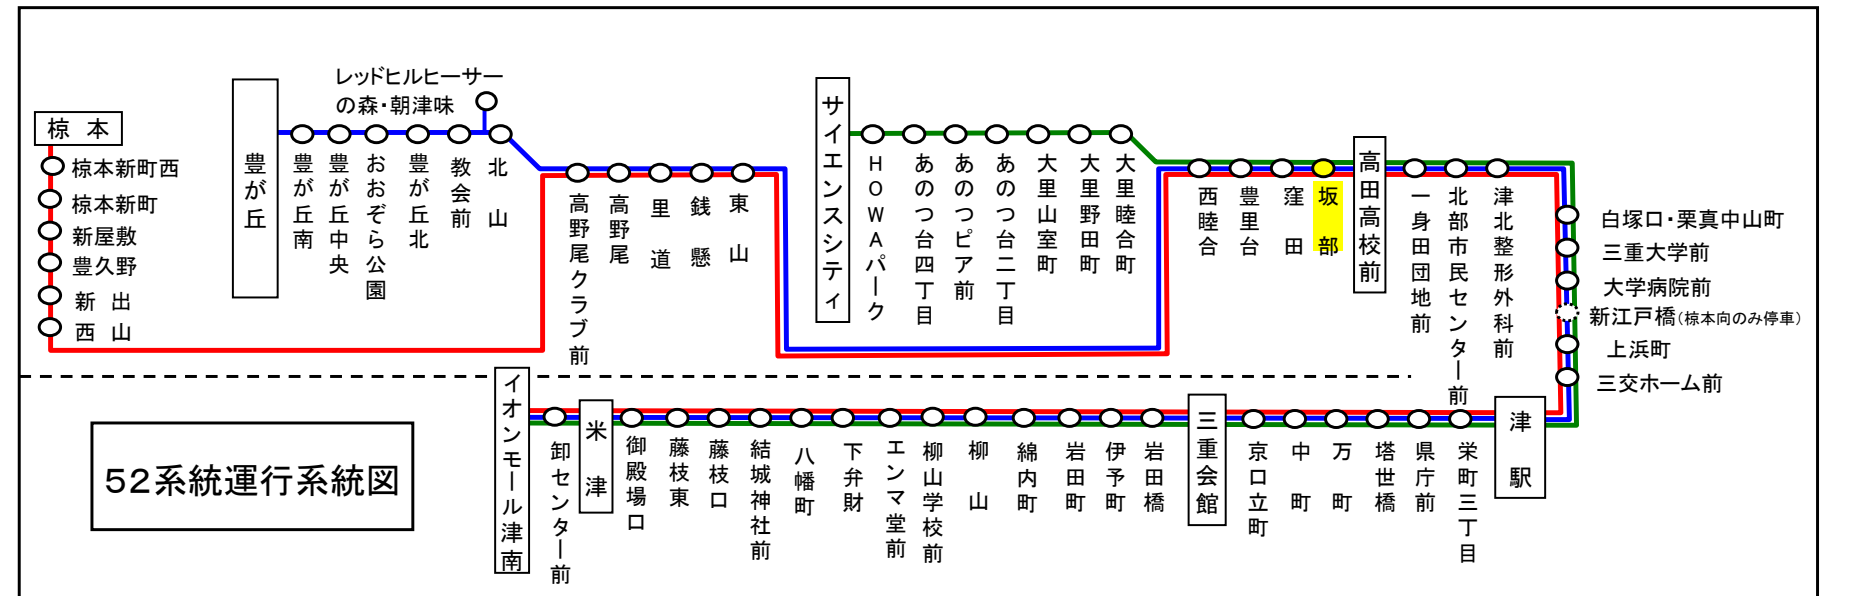 レッドヒルヒーサー
の森・朝津味
椋本
椋本新町西
椋本新町
新屋敷
豊久野
新出
西山
豊が丘
豊が丘南
豊が丘中央
おおぞら公園
豊が丘北
教会前
北山
高野尾クラブ前
高野尾
里道
銭懸
東山
サイエンスシティ
HOWAパーク
あのつ台四丁目
あのつピア前
あのつ台二丁目
大里山室町
大里野田町
大里睦合町
西睦合
豊里台
窪田
坂部
高田高校前
一身田団地前
北部市民センター前
津北整形外科前
白塚口・栗真中山町
三重大学前
大学病院前
新江戸橋(椋本向のみ停車)
上浜町
三交ホーム前
52系統運行系統図
イオンモール津南
卸センター前
米津
御殿場口
藤枝東
藤枝口
結城神社前
八幡町
下弁財
エンマ堂前
柳山学校前
柳山
綿内町
岩田町
伊予町
岩田橋
三重会館
京口立町
中町
万町
塔世橋
県庁前
栄町三丁目
津駅